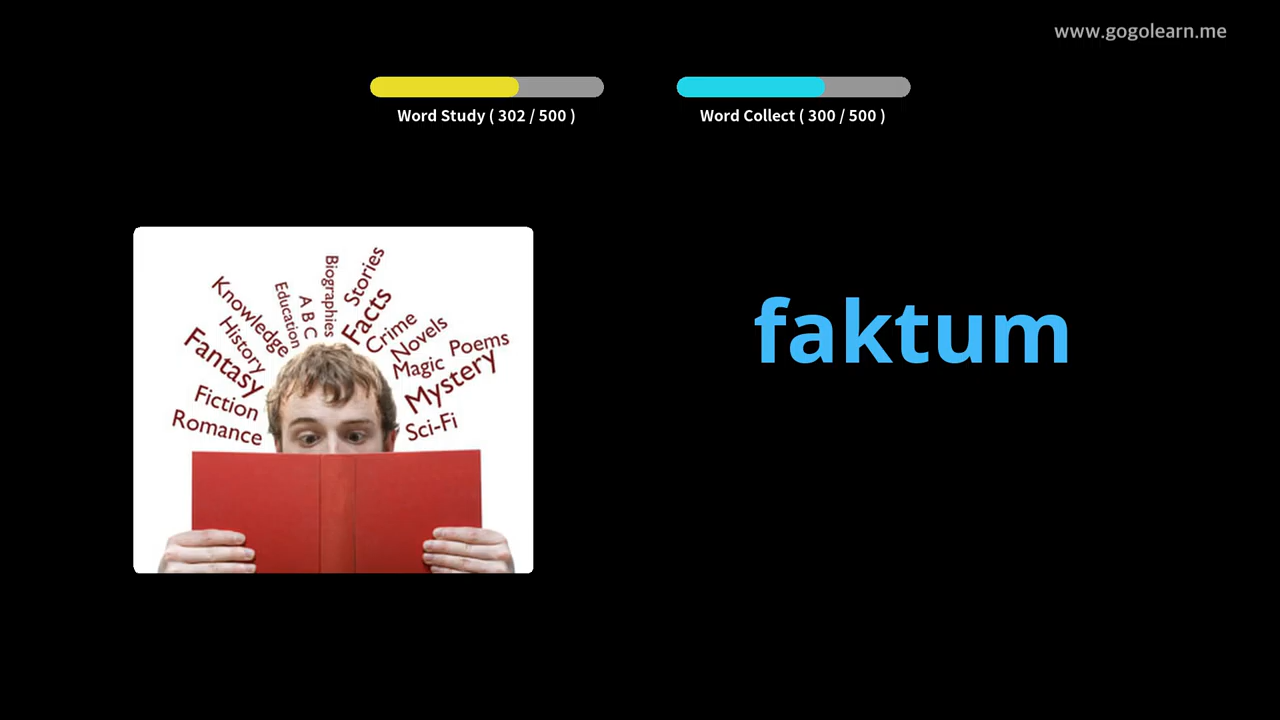 www.gogolearn.me
Word Study ( 302 / 500 )
Word Collect ( 300 / 500 )
faktum
Romance
Fiction
Fantasy
History
Knowledge
Education
A B C
Biographies
Stories
Facts
Crime
Novels
Magic
Poems
Mystery
Sci-Fi